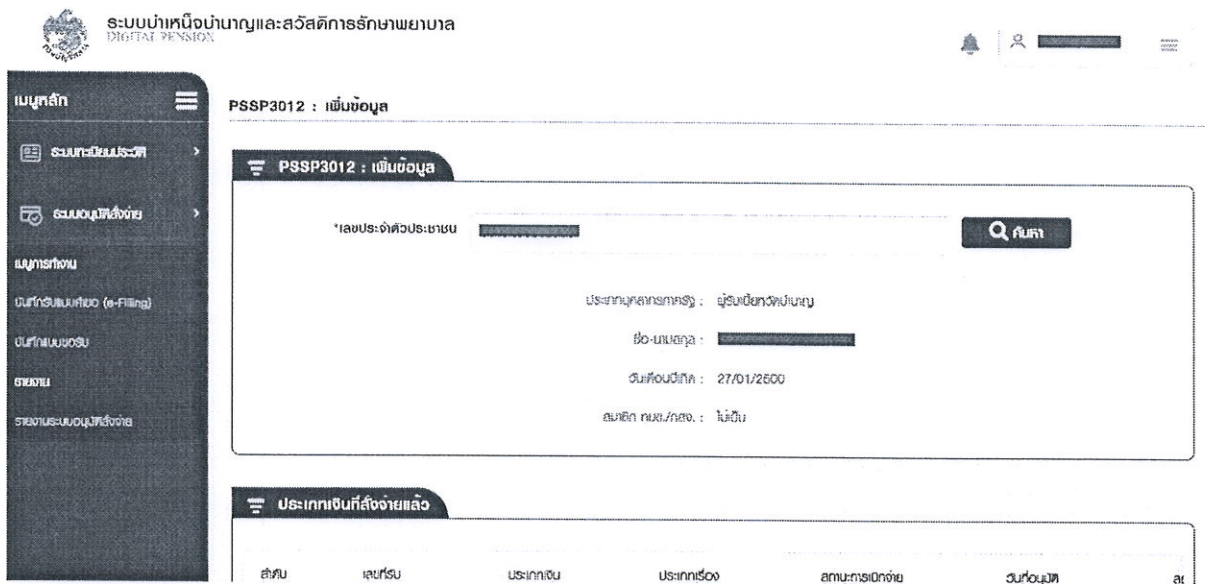 ระบบบำเหน็จบำนาญและสวัสดิการรักษาพยาบาล
DIGITAL PENSION
เมนูหลัก
ระบบทะเบียนประวัติ
ระบบอนุมัติสั่งจ่าย
เมนูการทำงาน
บันทึกรับแบบคำขอ (e-Filling)
บันทึกแบบขอรับ
รายงาน
รายงานระบบอนุมัติสั่งจ่าย
PSSP3012 : เพิ่มข้อมูล
PSSP3012 : เพิ่มข้อมูล
*เลขประจำตัวประชาชน
ค้นหา
ประเภทบุคลากรภาครัฐ : ผู้รับเบี้ยหวัดบำนาญ
ชื่อ-นามสกุล :
วันเดือนปีเกิด : 27/01/2500
สมาชิก กบข./กสจ. : ไม่เป็น
ประเภทเงินที่สั่งจ่ายแล้ว
ลำดับ เลขที่รับ ประเภทเงิน ประเภทเรื่อง สถานะการเบิกจ่าย วันที่อนุมัติ